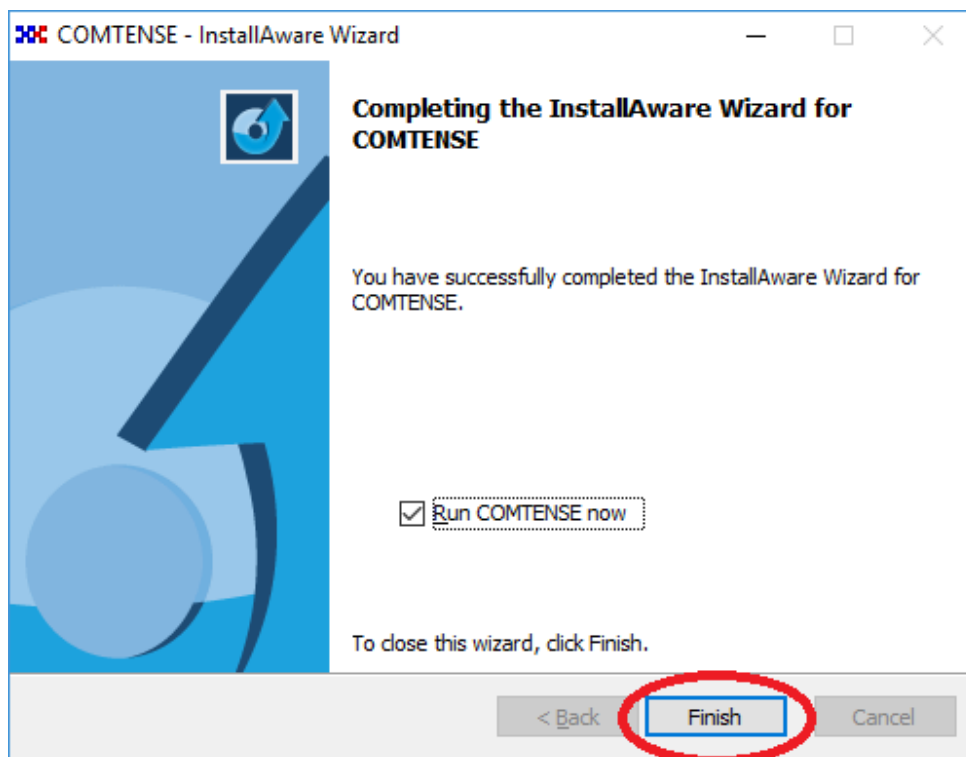 COMTENSE - InstallAware Wizard
Completing the InstallAware Wizard for
COMTENSE
You have successfully completed the InstallAware Wizard for
COMTENSE.
Run COMTENSE now
To close this wizard, click Finish.
< Back Finish Cancel